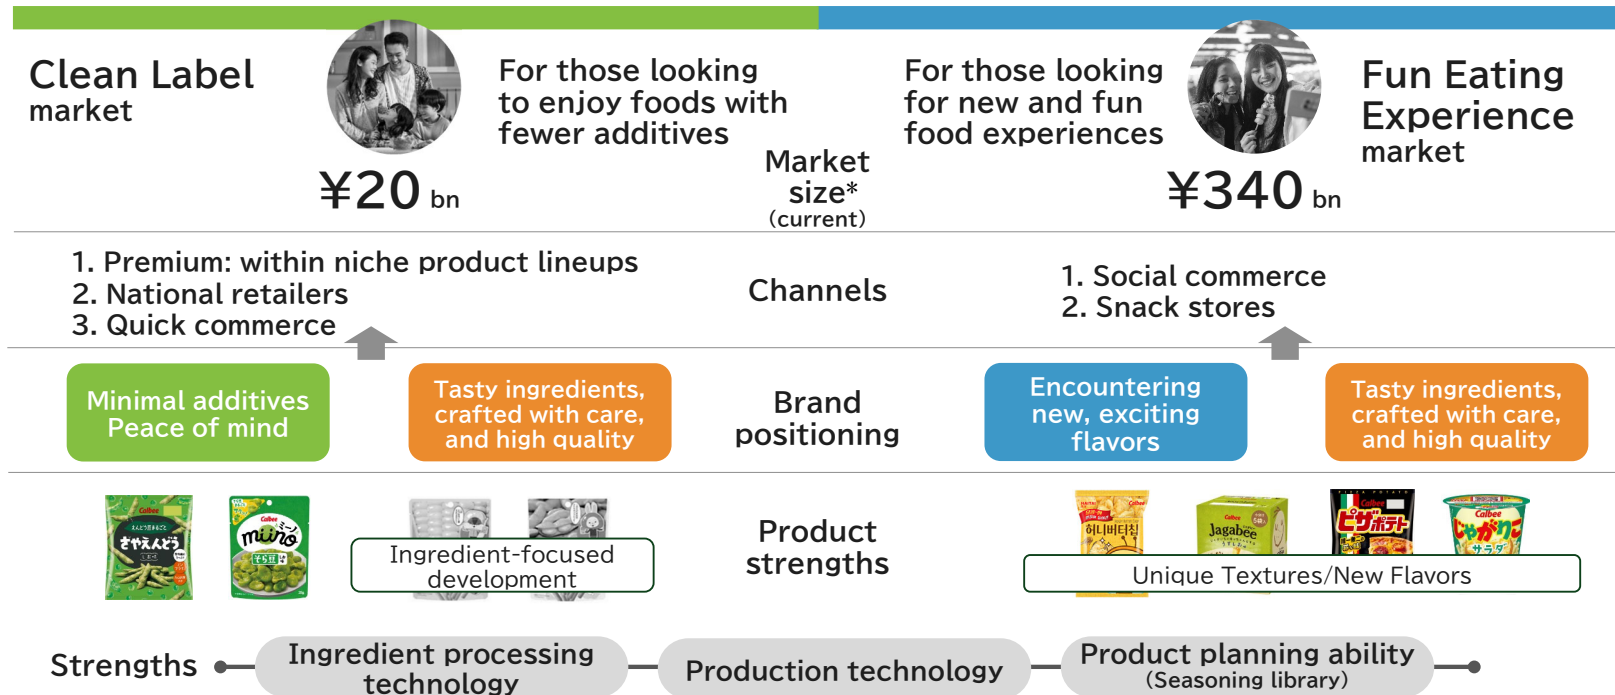 Clean Label
market
For those looking
to enjoy foods with
fewer additives
¥20 bn
Market
size*
(current)
For those looking
for new and fun
food experiences
Fun Eating
Experience
market
¥340 bn
1. Premium: within niche product lineups
2. National retailers
3. Quick commerce
Channels
1. Social commerce
2. Snack stores
Minimal additives
Peace of mind
Tasty ingredients,
crafted with care,
and high quality
Brand
positioning
Encountering
new, exciting
flavors
Tasty ingredients,
crafted with care,
and high quality
Calbee
さやえんどう
Calbee
miino
そら豆
Ingredient-focused
development
Product
strengths
Calbee
허니버터칩
Calbee
Jagabee
Calbee
ピザポテト
Calbee
じゃがりこ
サラダ
Unique Textures/New Flavors
Strengths
Ingredient processing
technology
Production technology
Product planning ability
(Seasoning library)